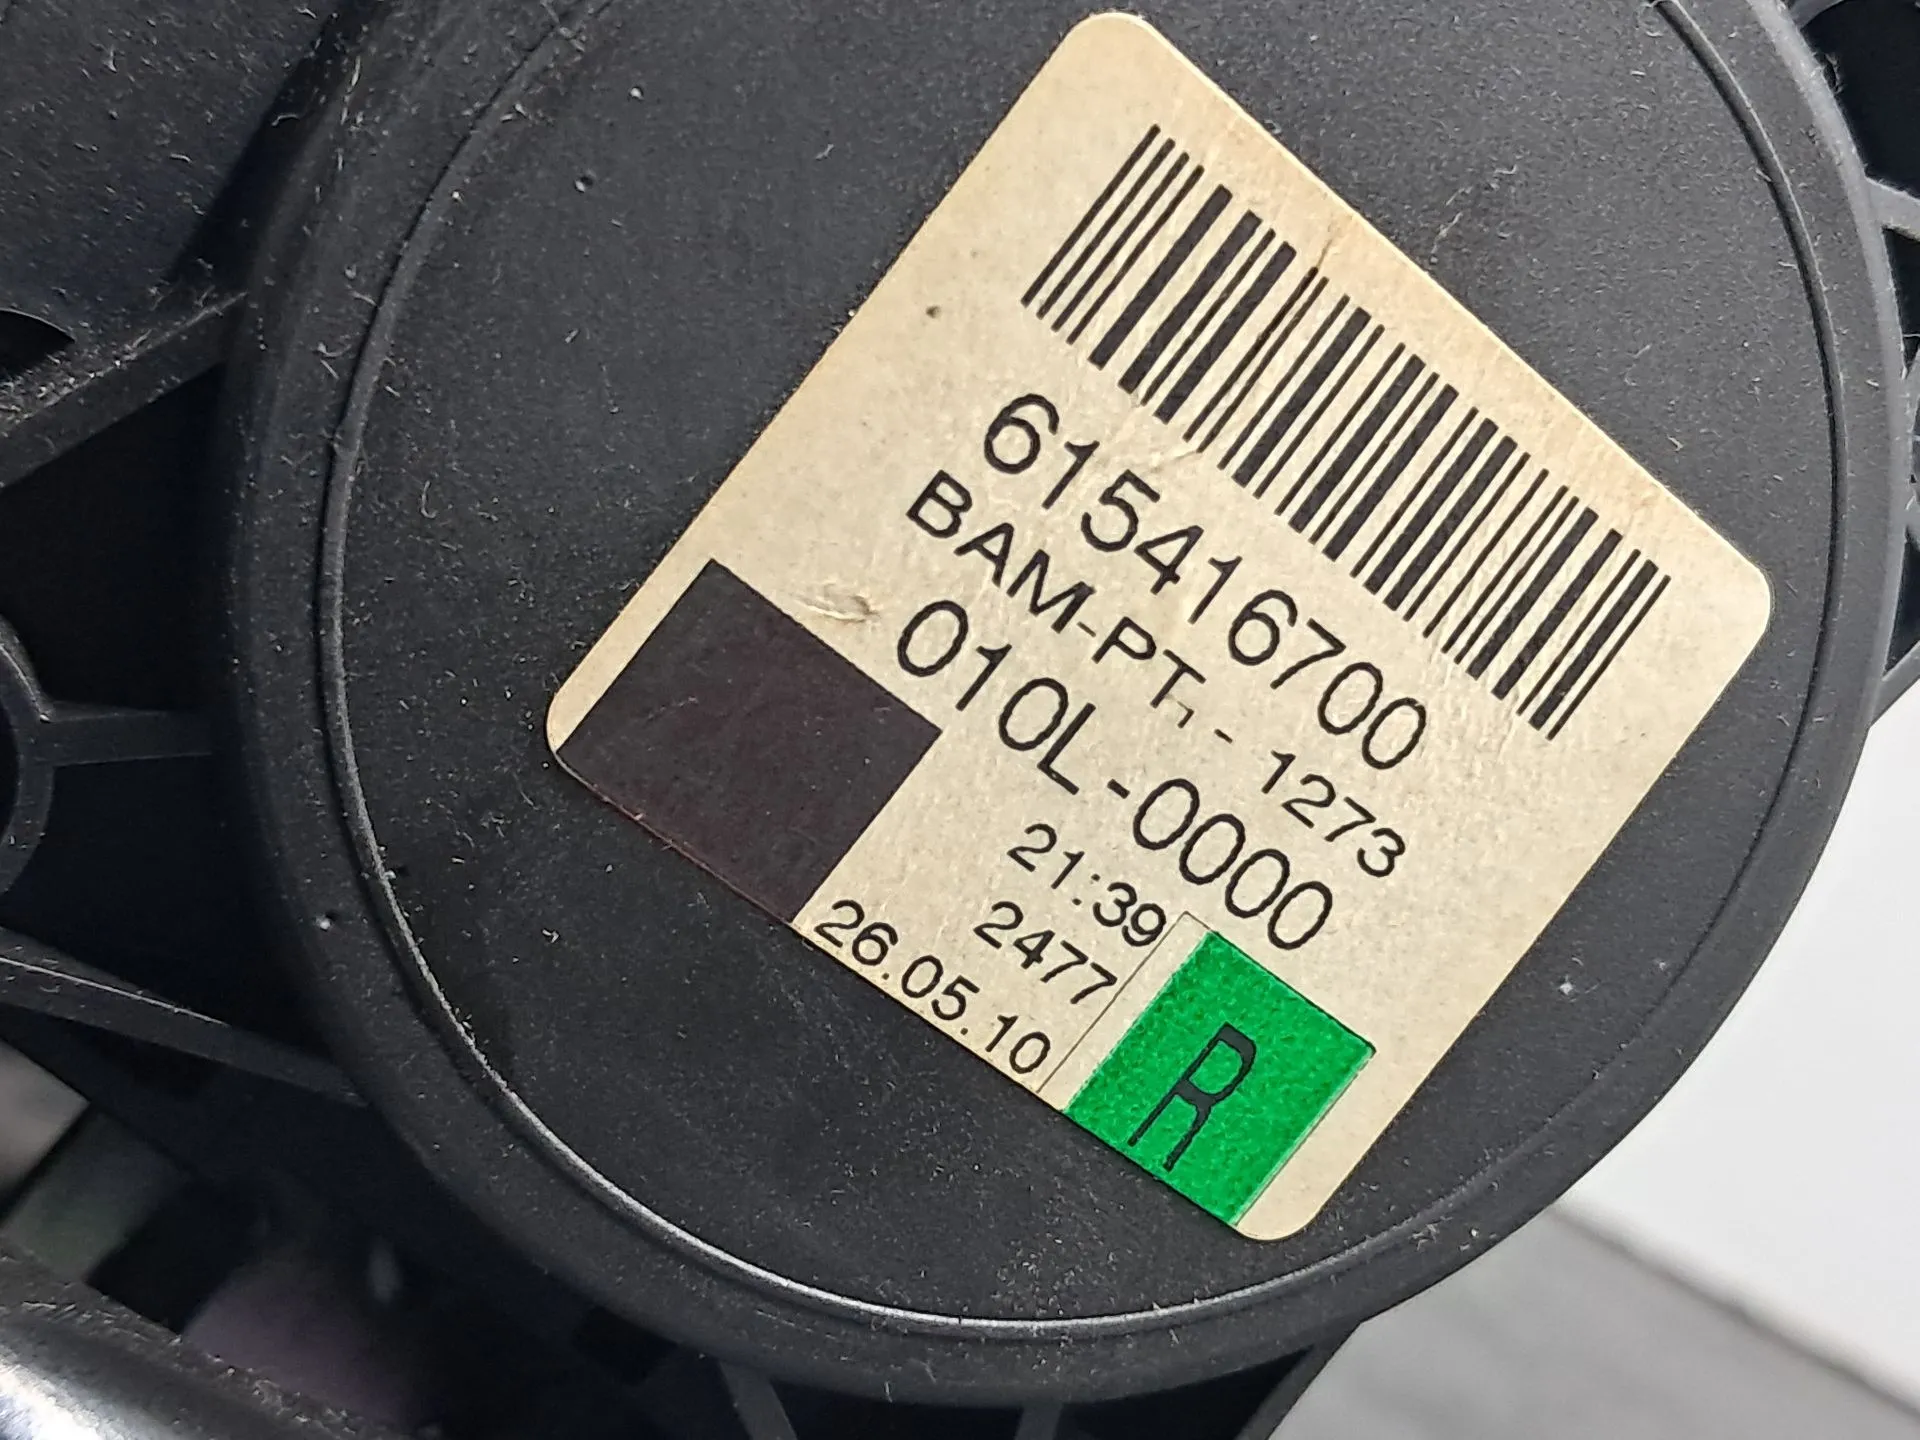 615416700
BAM-PT, - 1273
010L-0000
21:39
2477
26.05.10
R